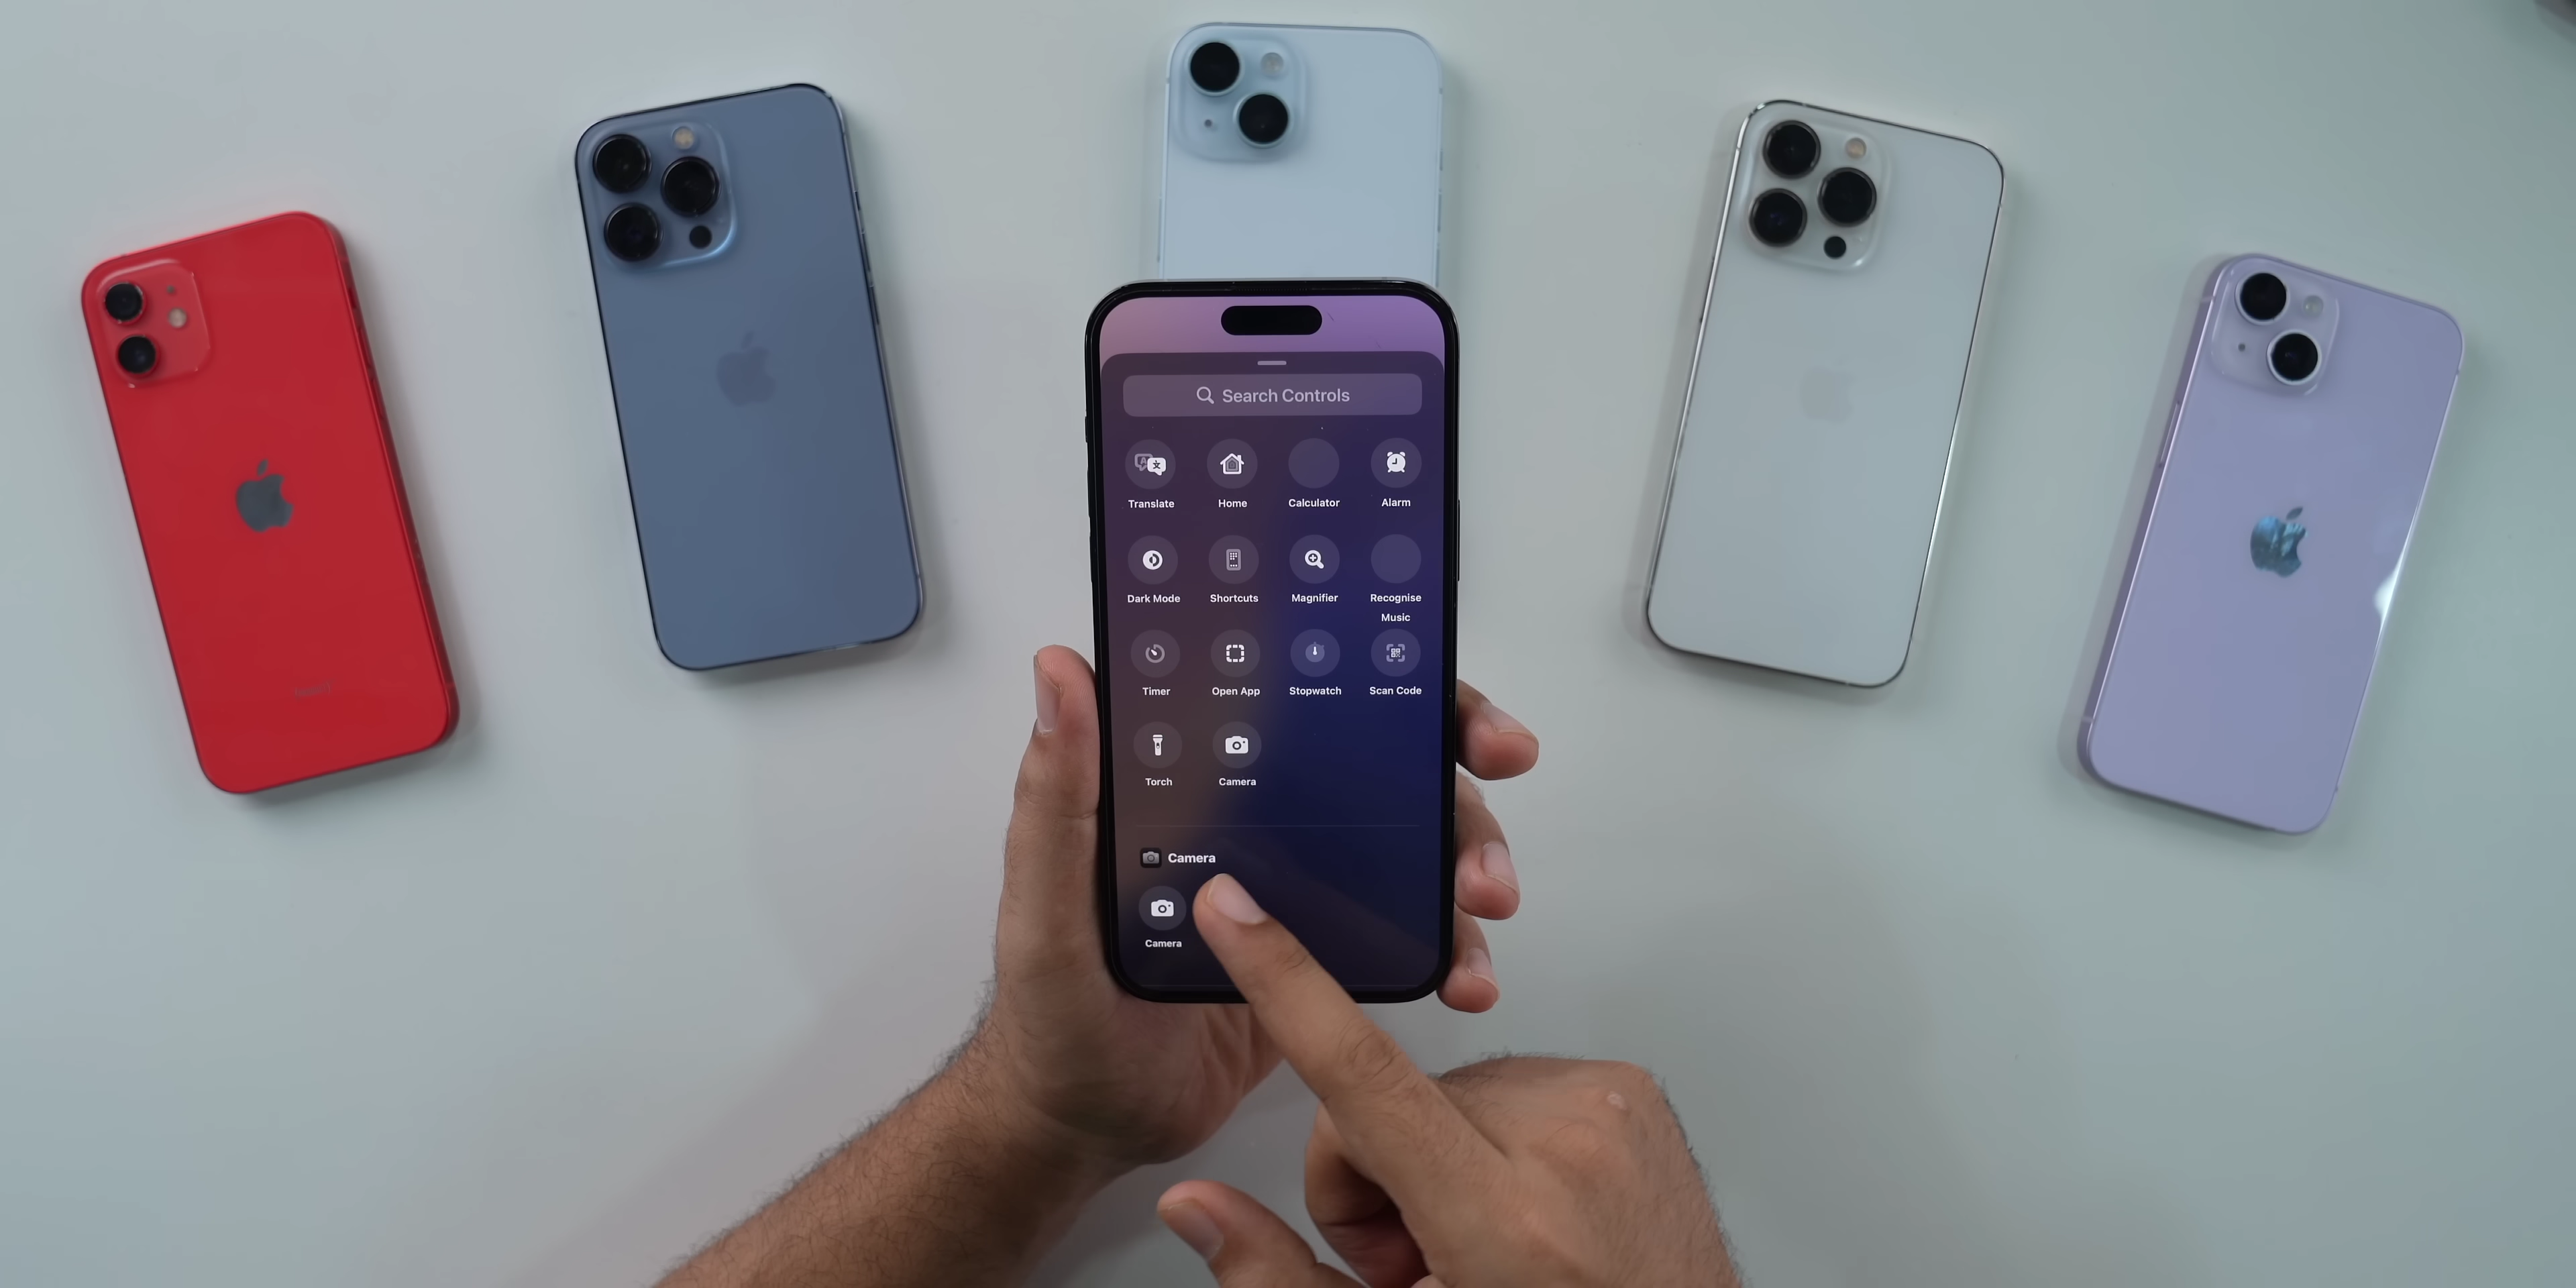 Search Controls
Translate Home Calculator Alarm
Dark Mode Shortcuts Magnifier Recognise
Music
Timer Open App Stopwatch Scan Code
Torch Camera
Camera
Camera